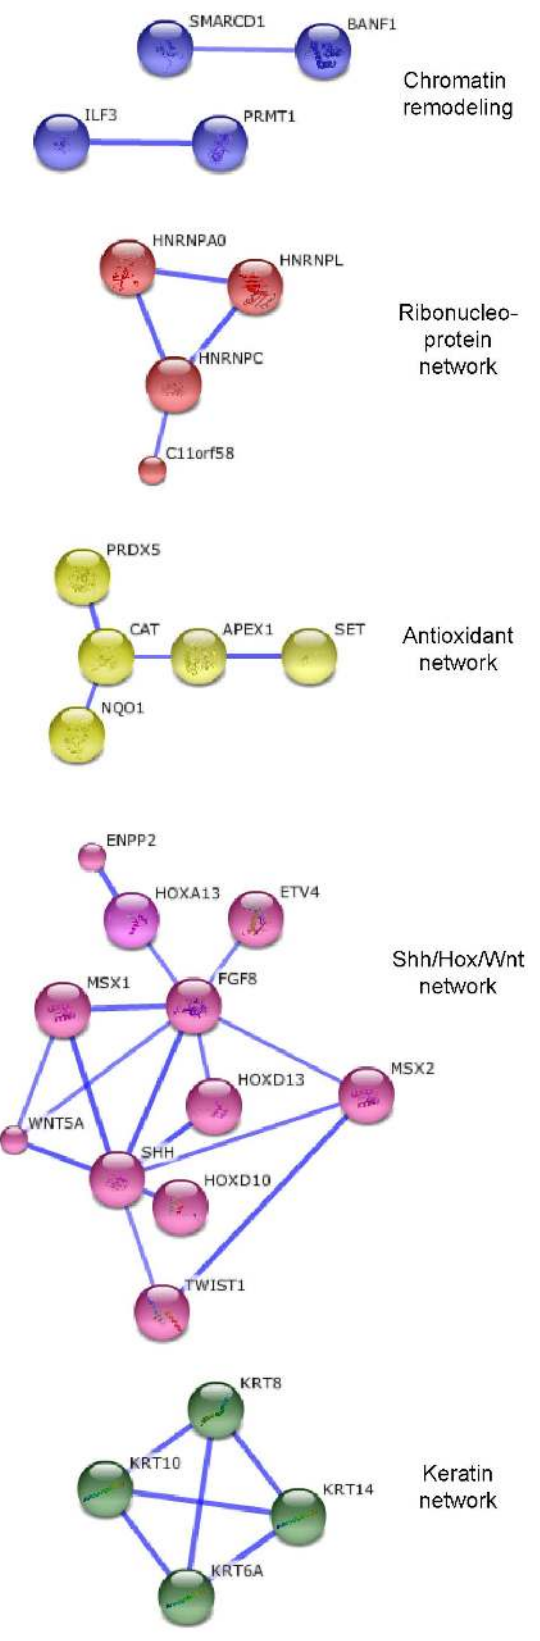 SMARCD1
BANF1
Chromatin
remodeling
ILF3
PRMT1
HNRNPA0
HNRNPL
Ribonucleo-
protein
network
HNRNPC
C11orf58
PRDX5
CAT
APEX1
SET
Antioxidant
network
NQO1
ENPP2
HOXA13
ETV4
Shh/Hox/Wnt
network
MSX1
FGF8
MSX2
HOXD13
WNT5A
SHH
HOXD10
TWIST1
KRT8
KRT10
KRT14
Keratin
network
KRT6A